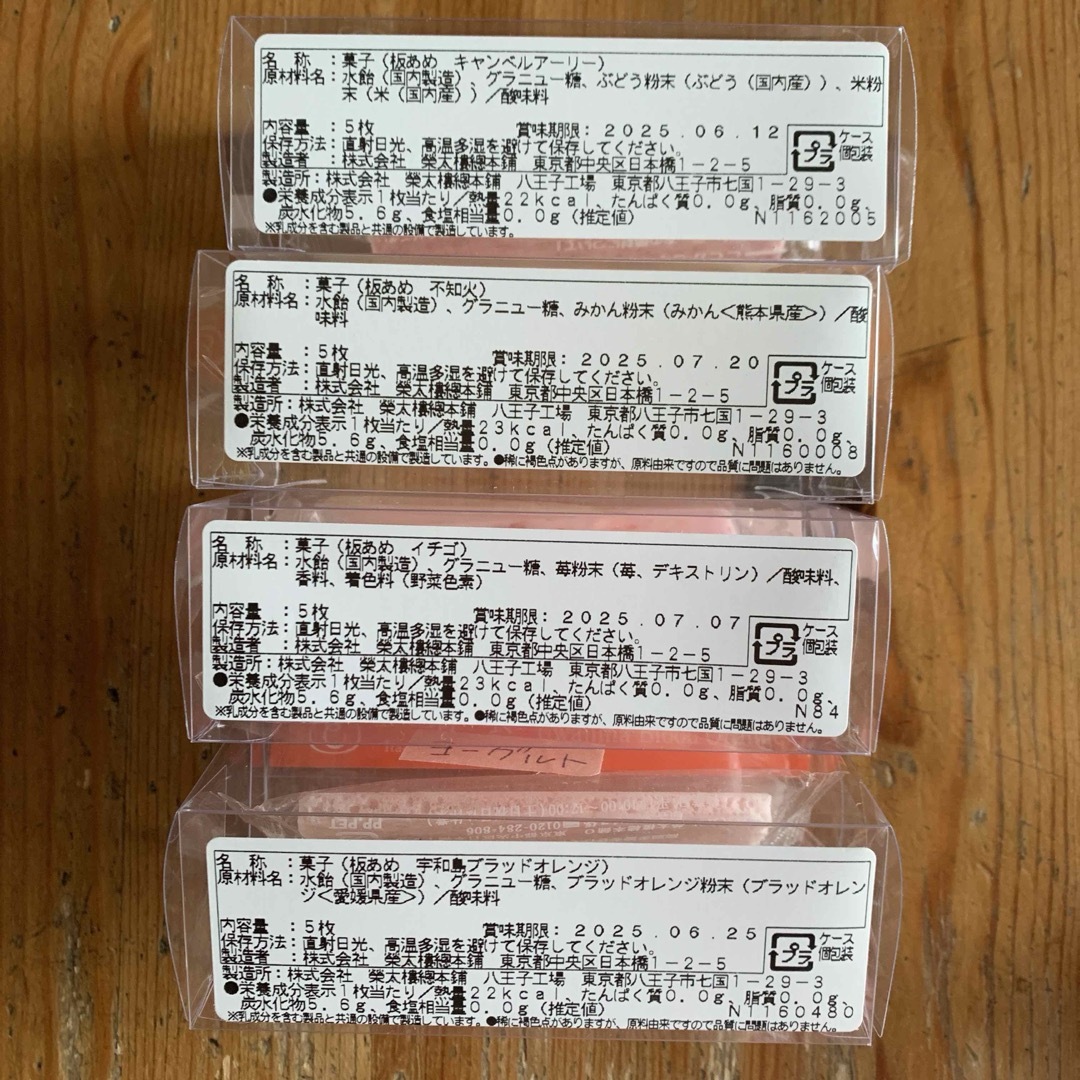 名　称　：菓子（板あめ　キャンベルアーリー）
原材料名：水飴（国内製造）、グラニュー糖、ぶどう粉末（ぶどう（国内産））、米粉
末（米（国内産））／酸味料
内容量　：５枚　賞味期限：２０２５.０６.１２
保存方法：直射日光、高温多湿を避けて保存してください。
製造者　：株式会社　榮太樓總本鋪　東京都中央区日本橋１－２－５
プラ ケース 個包装
製造所：株式会社　榮太樓總本鋪　八王子工場　東京都八王子市七国１－２９－３
●栄養成分表示１枚当たり／熱量２２ｋｃａｌ、たんぱく質０.０ｇ、脂質０.０ｇ、
炭水化物５.６ｇ、食塩相当量０.０ｇ（推定値）　Ｎ１１６２００５
※乳成分を含む製品と共通の設備で製造しています。
名　称　：菓子（板あめ　不知火）
原材料名：水飴（国内製造）、グラニュー糖、みかん粉末（みかん＜熊本県産＞）／酸
味料
内容量　：５枚　賞味期限：２０２５.０７.２０
保存方法：直射日光、高温多湿を避けて保存してください。
製造者　：株式会社　榮太樓總本鋪　東京都中央区日本橋１－２－５
プラ ケース 個包装
製造所：株式会社　榮太樓總本鋪　八王子工場　東京都八王子市七国１－２９－３
●栄養成分表示１枚当たり／熱量２３ｋｃａｌ、たんぱく質０.０ｇ、脂質０.０ｇ、
炭水化物５.６ｇ、食塩相当量０.０ｇ（推定値）　Ｎ１１６０００８
※乳成分を含む製品と共通の設備で製造しています。●稀に褐色点がありますが、原料由来ですので品質に問題はありません。
名　称　：菓子（板あめ　イチゴ）
原材料名：水飴（国内製造）、グラニュー糖、苺粉末（苺、デキストリン）／酸味料、
香料、着色料（野菜色素）
内容量　：５枚　賞味期限：２０２５.０７.０７
保存方法：直射日光、高温多湿を避けて保存してください。
製造者　：株式会社　榮太樓總本鋪　東京都中央区日本橋１－２－５
プラ ケース 個包装
製造所：株式会社　榮太樓總本鋪　八王子工場　東京都八王子市七国１－２９－３
●栄養成分表示１枚当たり／熱量２３ｋｃａｌ、たんぱく質０.０ｇ、脂質０.０ｇ、
炭水化物５.６ｇ、食塩相当量０.０ｇ（推定値）　Ｎ８４
※乳成分を含む製品と共通の設備で製造しています。●稀に褐色点がありますが、原料由来ですので品質に問題はありません。
ヨーグルト
PP.PET
0120-284-806
名　称　：菓子（板あめ　宇和島ブラッドオレンジ）
原材料名：水飴（国内製造）、グラニュー糖、ブラッドオレンジ粉末（ブラッドオレン
ジ＜愛媛県産＞）／酸味料
内容量　：５枚　賞味期限：２０２５.０６.２５
保存方法：直射日光、高温多湿を避けて保存してください。
製造者　：株式会社　榮太樓總本鋪　東京都中央区日本橋１－２－５
プラ ケース 個包装
製造所：株式会社　榮太樓總本鋪　八王子工場　東京都八王子市七国１－２９－３
●栄養成分表示１枚当たり／熱量２２ｋｃａｌ、たんぱく質０.０ｇ、脂質０.０ｇ、
炭水化物５.６ｇ、食塩相当量０.０ｇ（推定値）　Ｎ１１６０４８０
※乳成分を含む製品と共通の設備で製造しています。●稀に褐色点がありますが、原料由来ですので品質に問題はありません。